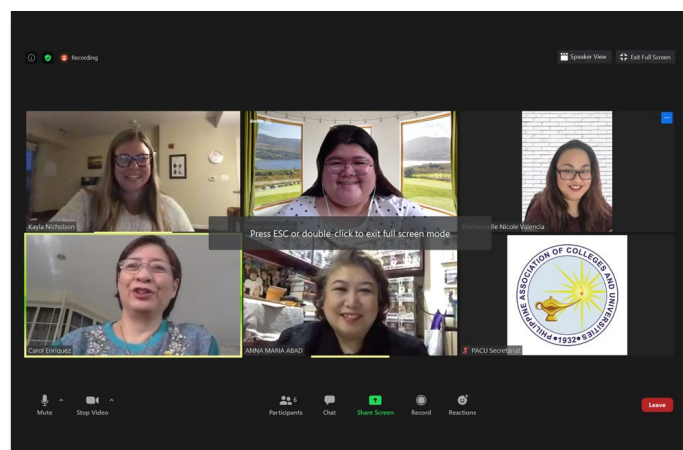 Recording
Speaker View
Exit Full Screen
Kayla Nicholson
Nicole Valencia
Press ESC or double-click to exit full screen mode
Carol Enriquez
ANNA MARIA ABAD
PHILIPPINE ASSOCIATION OF COLLEGES AND UNIVERSITIES
•1932•
PACU Secretariat
Mute
Stop Video
6
Participants
Chat
Share Screen
Record
Reactions
Leave